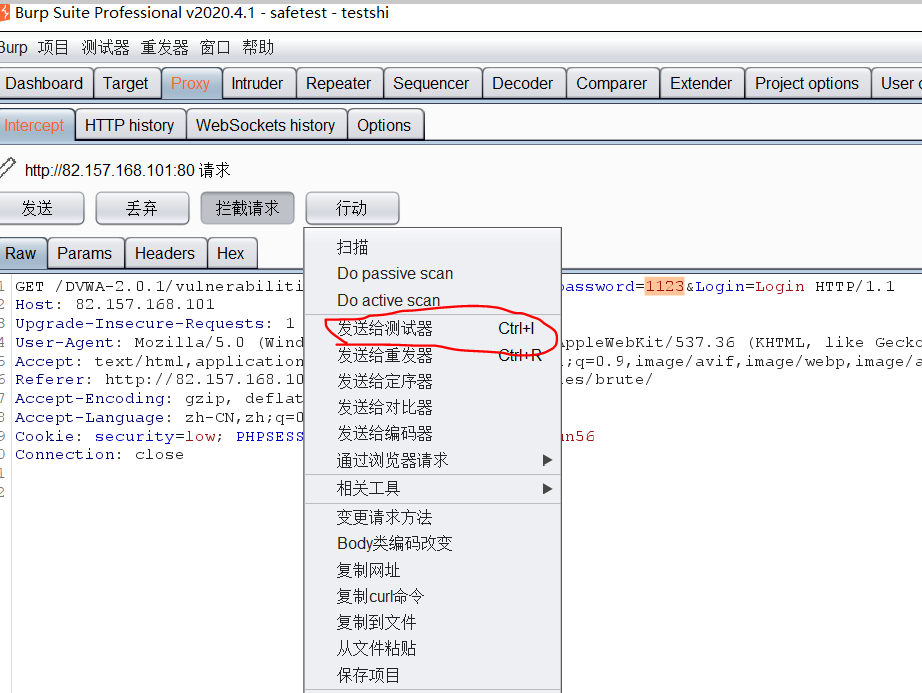 Burp Suite Professional v2020.4.1 - safetest - testshi
Burp 项目 测试器 重发器 窗口 帮助
Dashboard Target Proxy Intruder Repeater Sequencer Decoder Comparer Extender Project options User
Intercept HTTP history WebSockets history Options
http://82.157.168.101:80 请求
发送 丢弃 拦截请求 行动
Raw Params Headers Hex
扫描
Do passive scan
Do active scan
发送给测试器 Ctrl+I
发送给重发器 Ctrl+R
发送给定序器
发送给对比器
发送给编码器
通过浏览器请求
相关工具
变更请求方法
Body类编码改变
复制网址
复制curl命令
复制到文件
从文件粘贴
保存项目
GET /DVWA-2.0.1/vulnerabiliti password=1123&Login=Login HTTP/1.1
Host: 82.157.168.101
Upgrade-Insecure-Requests: 1
User-Agent: Mozilla/5.0 (Wind AppleWebKit/537.36 (KHTML, like Gecko
Accept: text/html,application ;q=0.9,image/avif,image/webp,image/a
Referer: http://82.157.168.10 es/brute/
Accept-Encoding: gzip, deflat
Accept-Language: zh-CN,zh;q=0
Cookie: security=low; PHPSESS un56
Connection: close